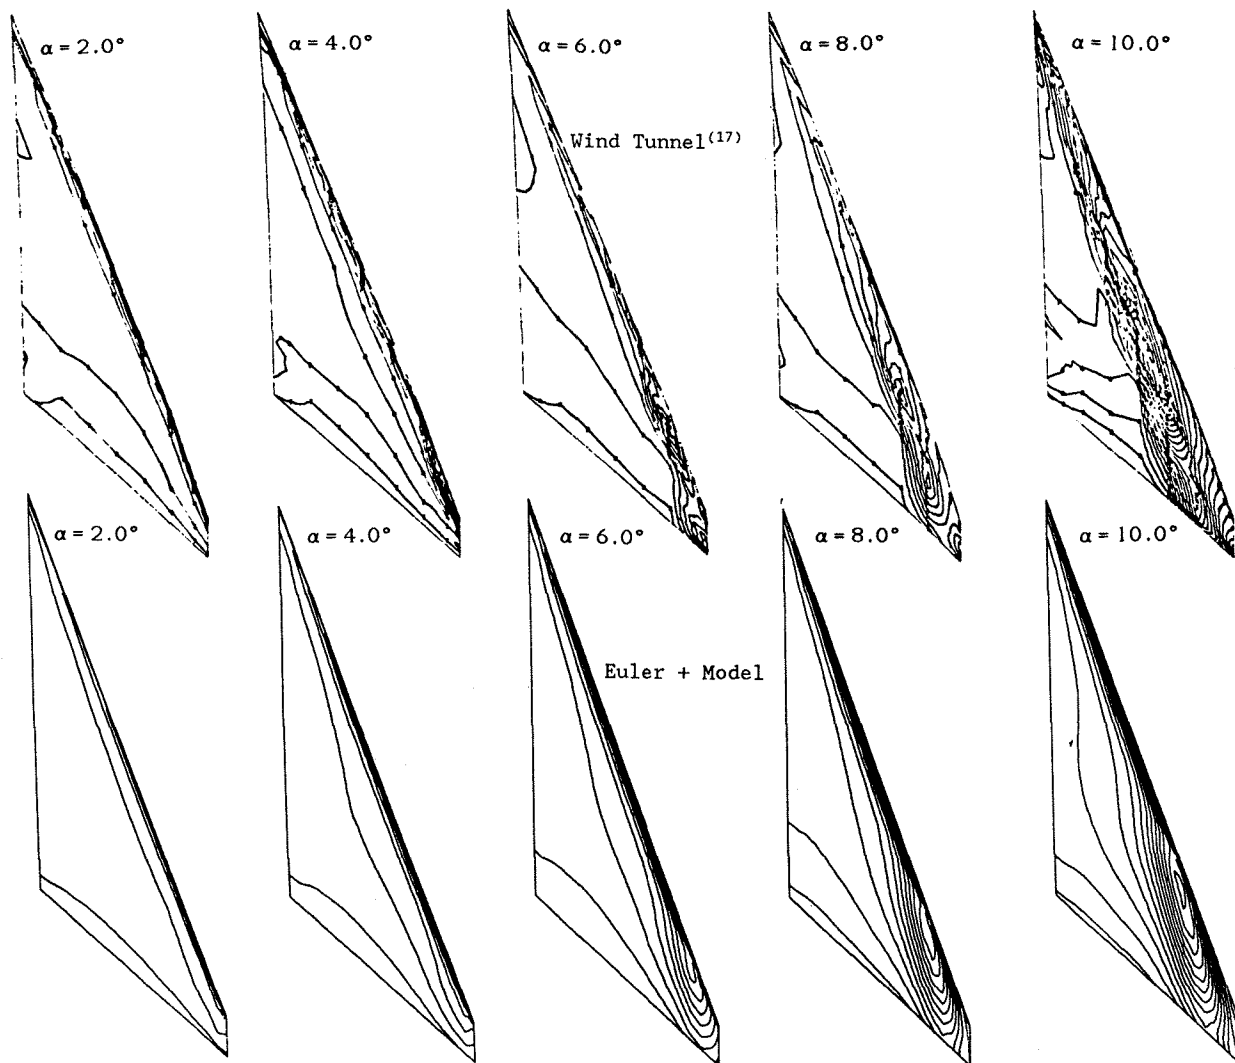 α = 2.0°
α = 4.0°
α = 6.0°
α = 8.0°
α = 10.0°
Wind Tunnel(17)
α = 2.0°
α = 4.0°
α = 6.0°
α = 8.0°
α = 10.0°
Euler + Model